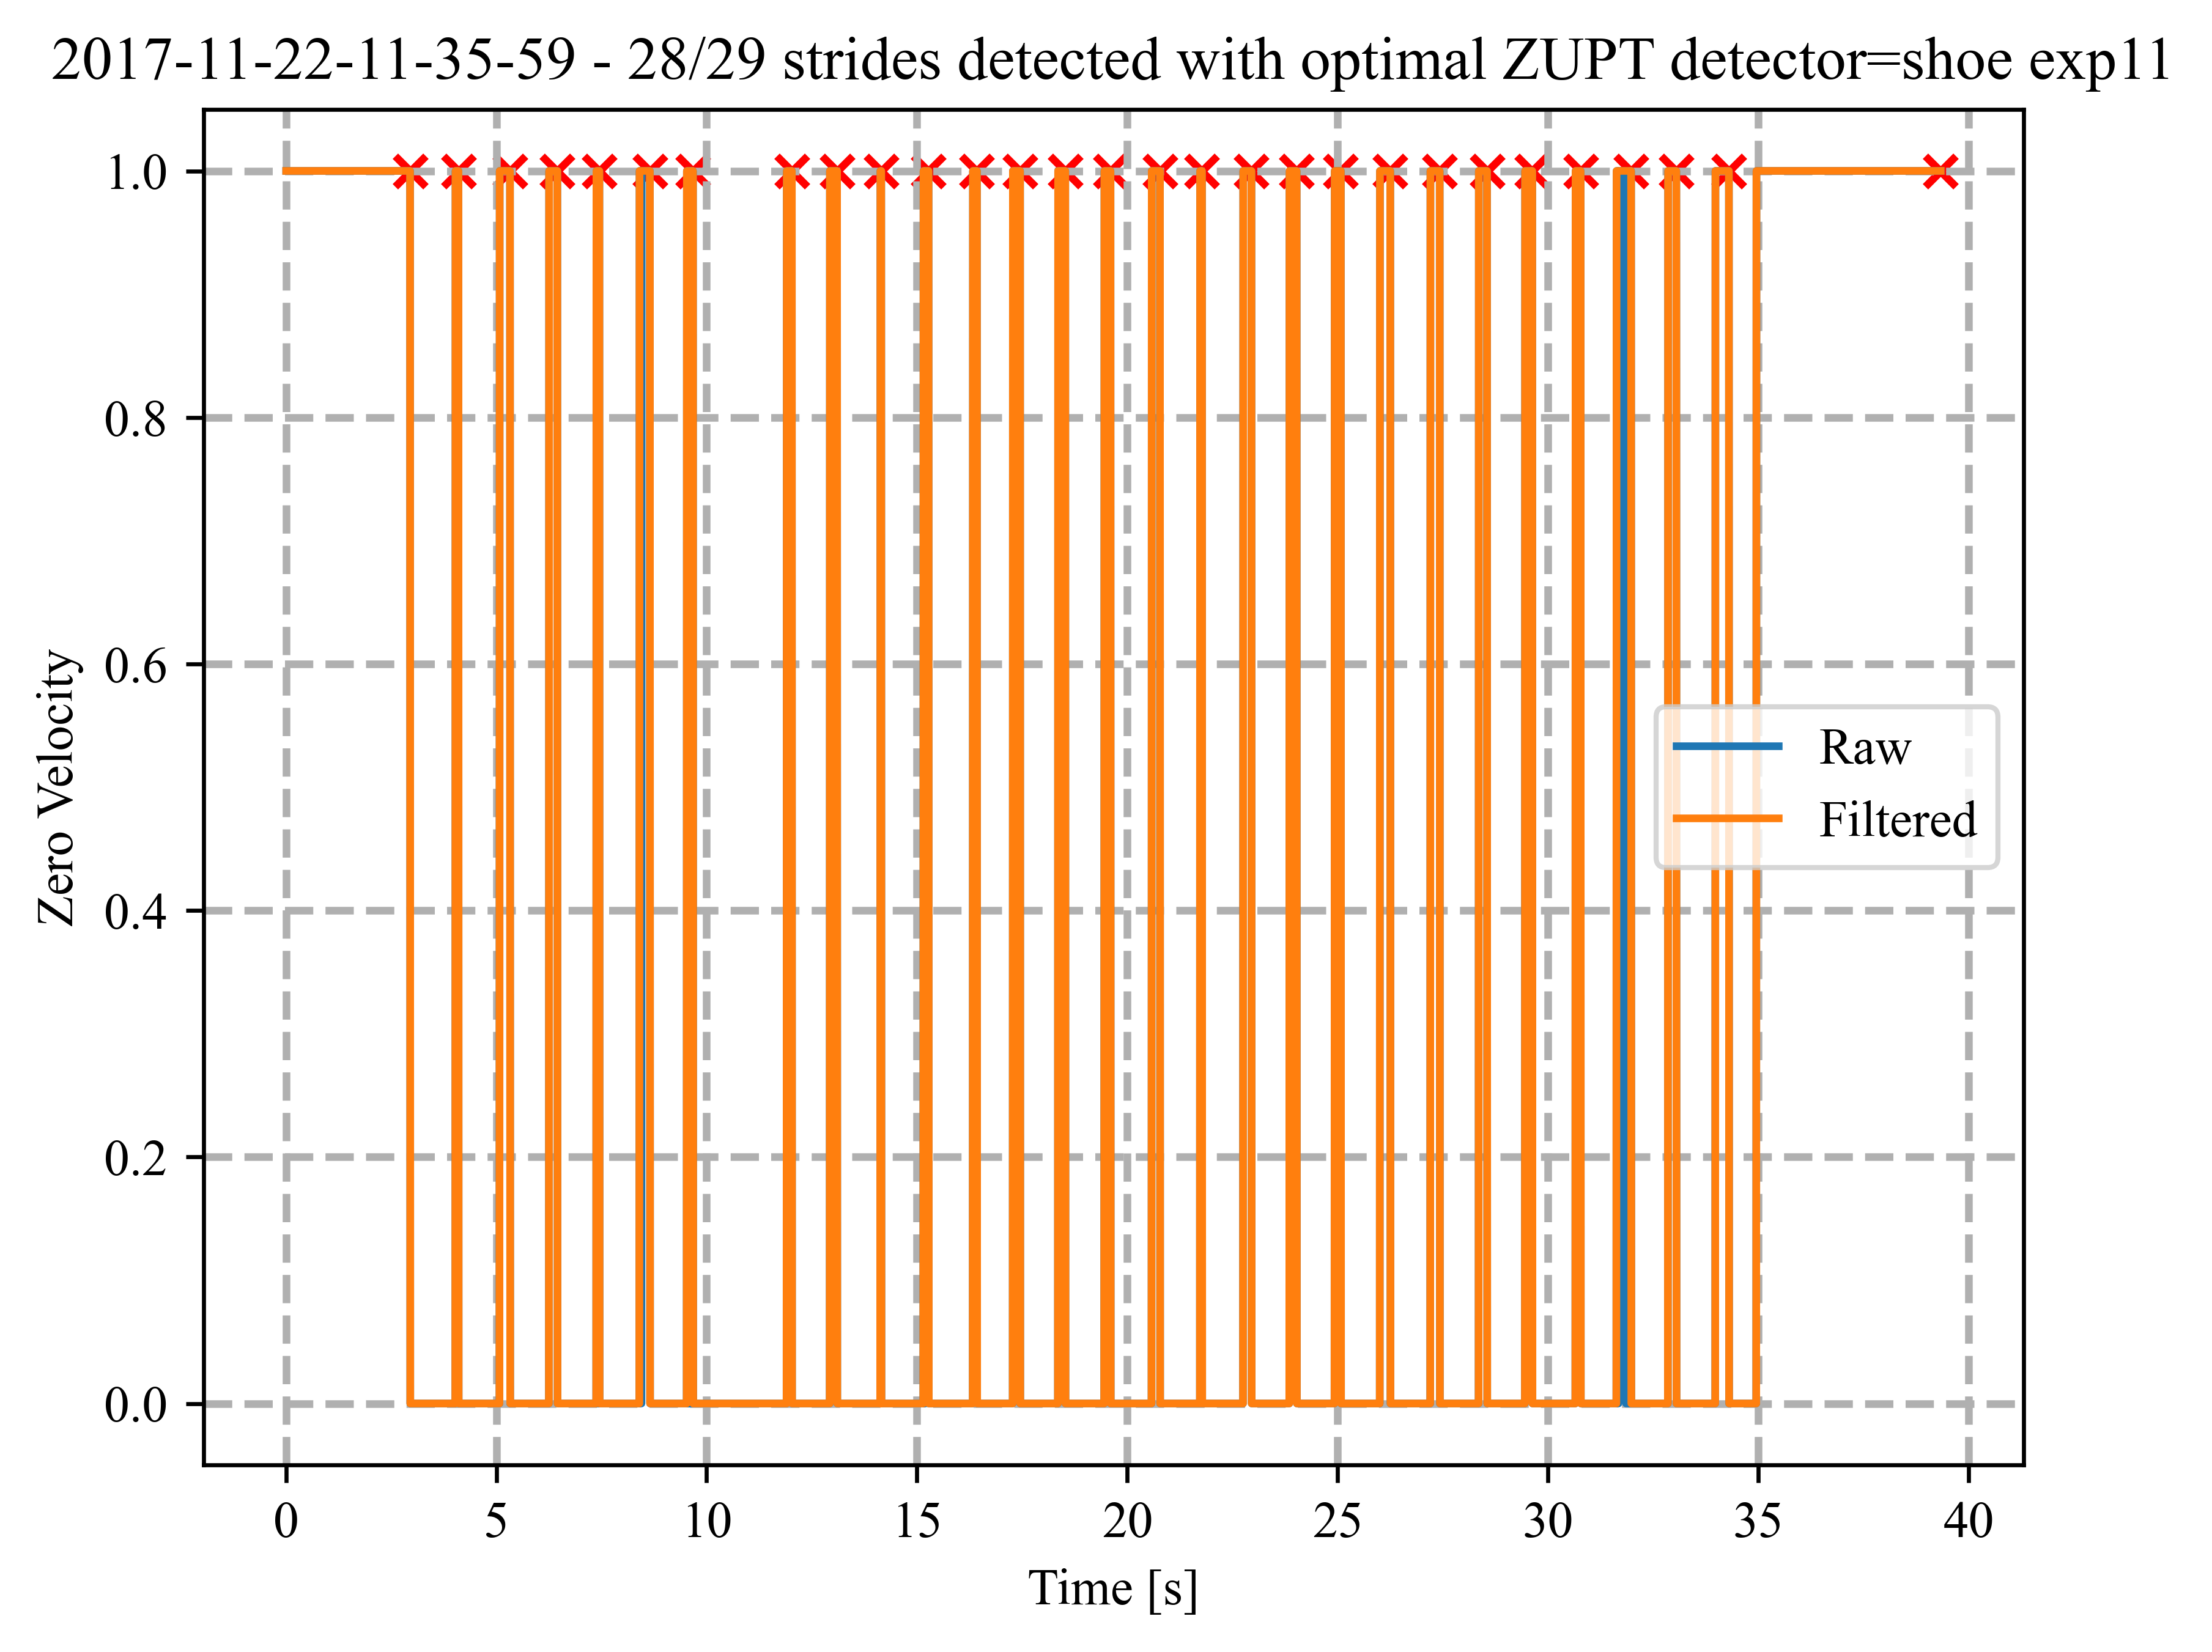 2017-11-22-11-35-59 - 28/29 strides detected with optimal ZUPT detector=shoe exp11
1.0
0.8
0.6
0.4
0.2
0.0
Zero Velocity
Raw
Filtered
0 5 10 15 20 25 30 35 40
Time [s]